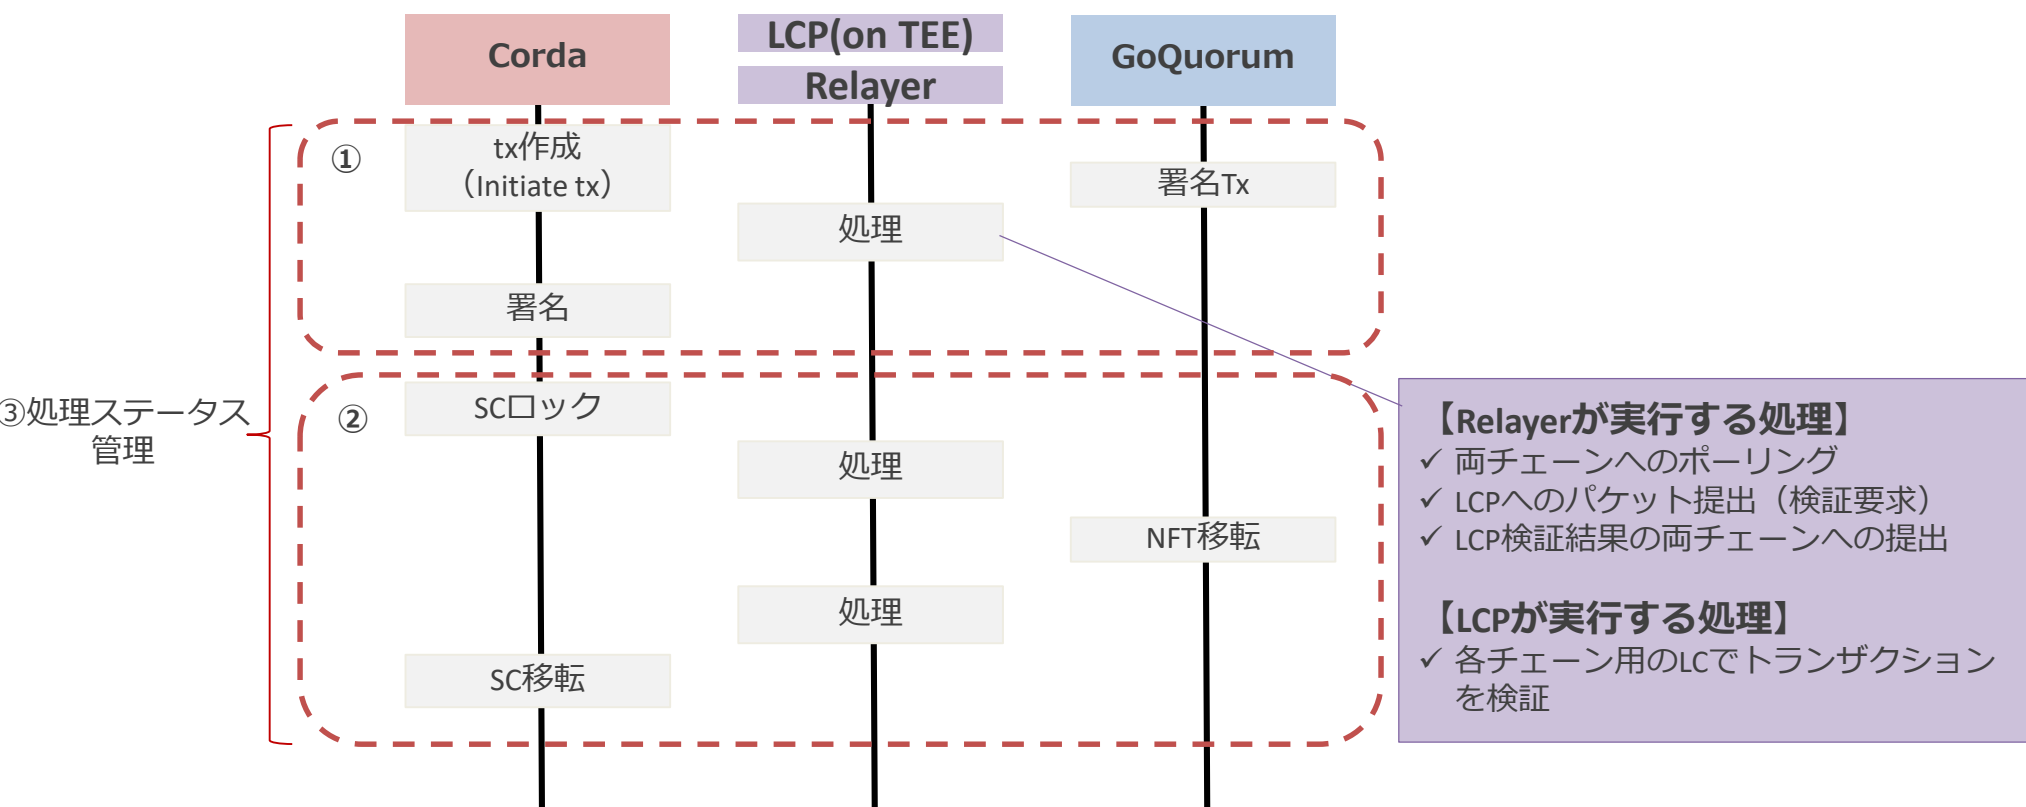 Corda
LCP(on TEE)
Relayer
GoQuorum
①
tx作成
（Initiate tx）
署名Tx
処理
署名
②
SCロック
処理
NFT移転
処理
SC移転
③処理ステータス
管理
【Relayerが実行する処理】
✓ 両チェーンへのポーリング
✓ LCPへのパケット提出（検証要求）
✓ LCP検証結果の両チェーンへの提出
【LCPが実行する処理】
✓ 各チェーン用のLCでトランザクション
を検証